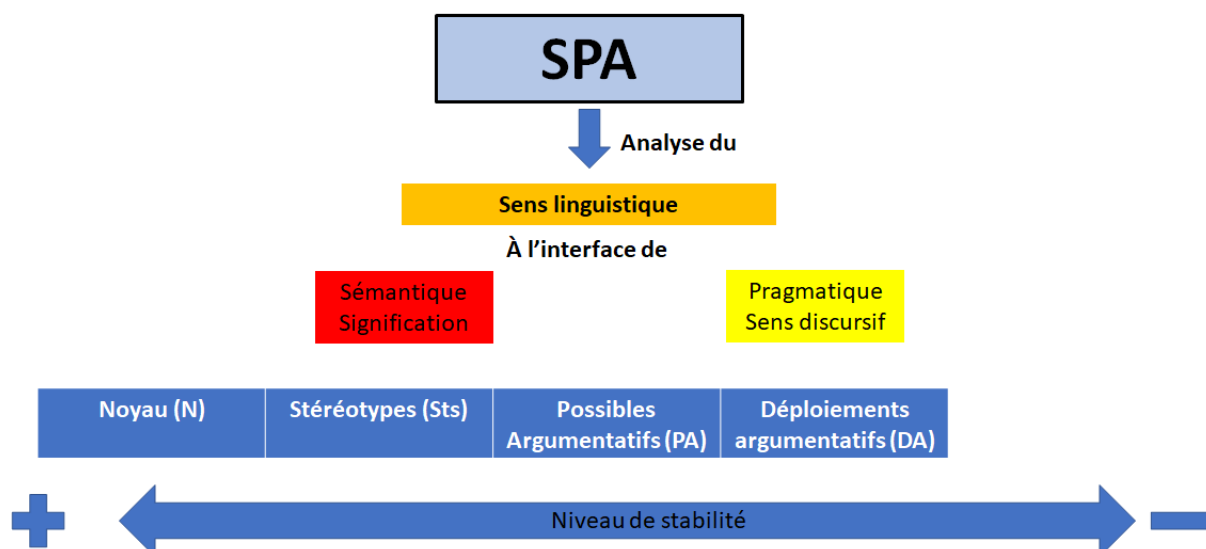 SPA
Analyse du
Sens linguistique
À l’interface de
Sémantique
Signification
Pragmatique
Sens discursif
Noyau (N)
Stéréotypes (Sts)
Possibles
Argumentatifs (PA)
Déploiements
argumentatifs (DA)
Niveau de stabilité